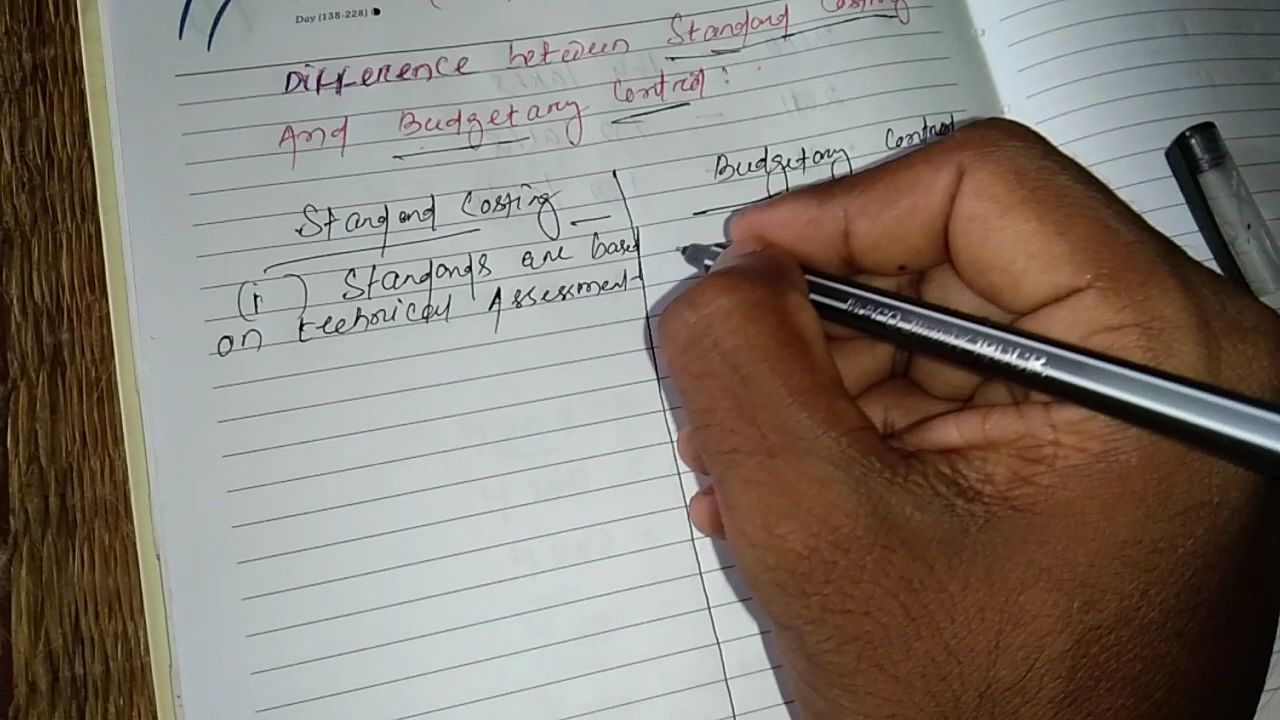 Day (138-228)
Difference between Standard Costing
And Budgetary Control:
Standard Costing
Budgetary Control
(i) Standards are based
on technical Assessment